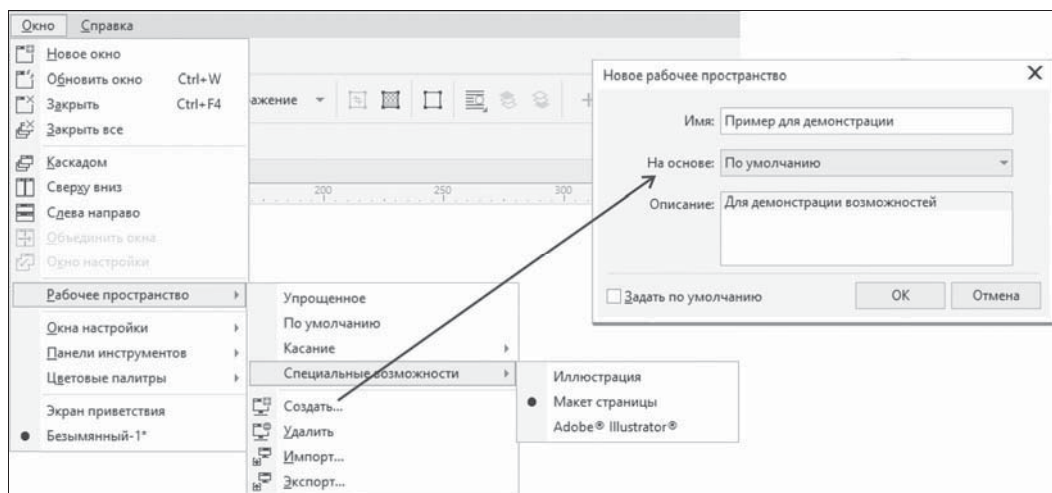 Окно Справка
Новое окно
Обновить окно Ctrl+W
Закрыть Ctrl+F4
Закрыть все
Каскадом
Сверху вниз
Слева направо
Объединить окна
Окно настройки
Рабочее пространство
Окна настройки
Панели инструментов
Цветовые палитры
Экран приветствия
Безымянный-1*
ажение
200 250 300
Упрощенное
По умолчанию
Касание
Специальные возможности
Создать...
Удалить
Импорт...
Экспорт...
Иллюстрация
Макет страницы
Adobe® Illustrator®
Новое рабочее пространство
Имя: Пример для демонстрации
На основе: По умолчанию
Описание: Для демонстрации возможностей
Задать по умолчанию OK Отмена